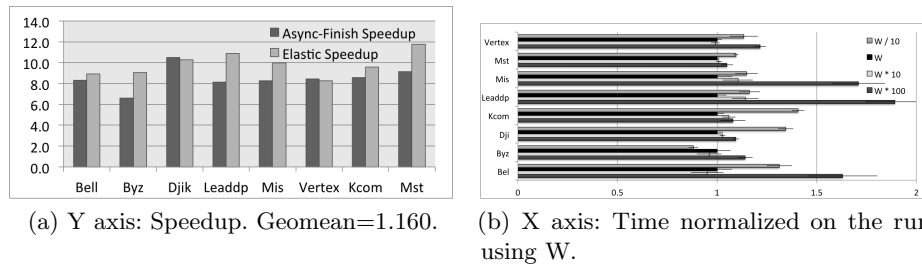 14.0
12.0
10.0
8.0
6.0
4.0
2.0
0.0
Async-Finish Speedup
Elastic Speedup
Bell Byz Djik Leaddp Mis Vertex Kcom Mst
(a) Y axis: Speedup. Geomean=1.160.
Vertex
Mst
Mis
Leaddp
Kcom
Dji
Byz
Bel
W / 10
W
W * 10
W * 100
0 0.5 1 1.5 2
(b) X axis: Time normalized on the run
using W.